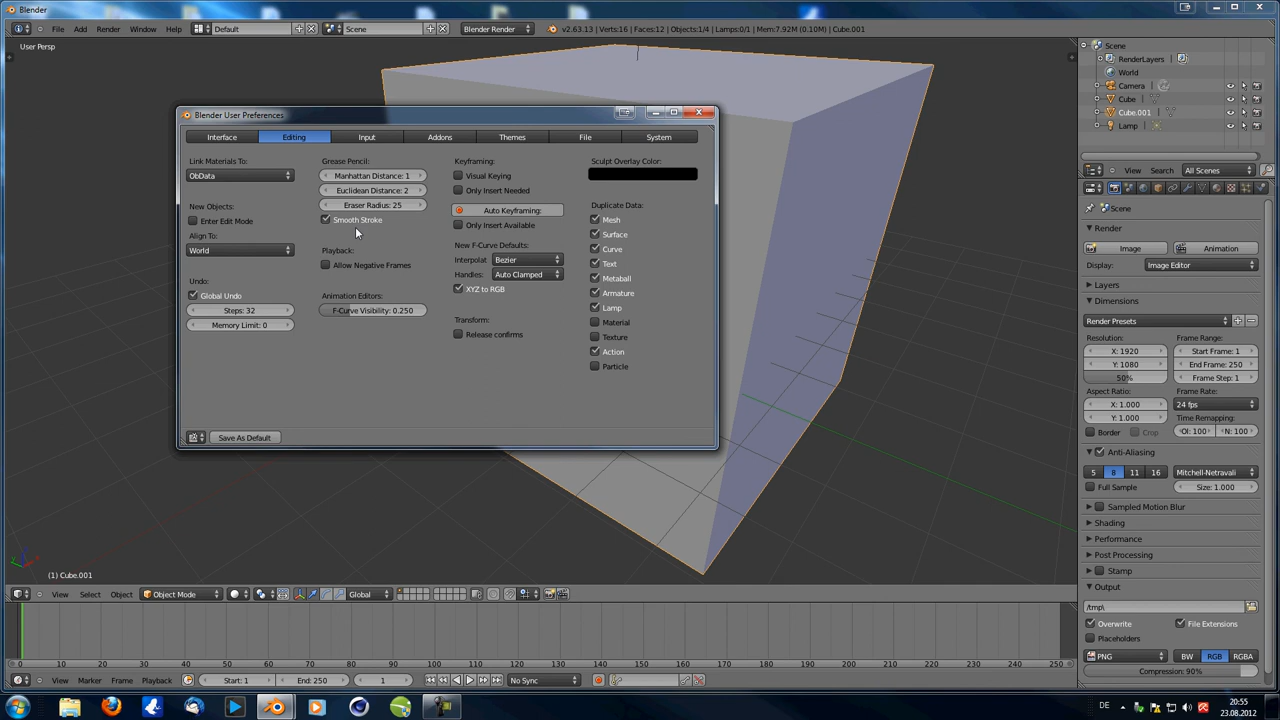 DE
File Add Render Window Help Default Scene Blender Render v2.63.13 | Verts:16 | Faces:12 | Objects:1/4 | Lamps:0/1 | Mem:7.92M (0.10M) | Cube.001
User Persp
Blender User Preferences
Interface Editing Input Addons Themes File System
Link Materials To:
ObData
New Objects:
Enter Edit Mode
Align To:
World
Undo:
Global Undo
Steps: 32
Memory Limit: 0
Grease Pencil:
Manhattan Distance: 1
Euclidean Distance: 2
Eraser Radius: 25
Smooth Stroke
Playback:
Allow Negative Frames
Animation Editors:
F-Curve Visibility: 0.250
Keyframing:
Visual Keying
Only Insert Needed
Auto Keyframing:
Only Insert Available
New F-Curve Defaults:
Interpolat Bezier
Handles: Auto Clamped
XYZ to RGB
Transform:
Release confirms
Sculpt Overlay Color:
Duplicate Data:
Mesh
Surface
Curve
Text
Metaball
Armature
Lamp
Material
Texture
Action
Particle
Save As Default
Scene
RenderLayers
World
Camera
Cube
Cube.001
Lamp
View Search All Scenes
Scene
Render
Image Animation
Display: Image Editor
Layers
Dimensions
Render Presets
Resolution: Frame Range:
X: 1920 Start Frame: 1
Y: 1080 End Frame: 250
50% Frame Step: 1
Aspect Ratio: Frame Rate:
X: 1.000 24 fps
Y: 1.000 Time Remapping:
Border Crop Ol: 100 N: 100
Anti-Aliasing
5 8 11 16 Mitchell-Netravali
Full Sample Size: 1.000
Sampled Motion Blur
Shading
Performance
Post Processing
Stamp
Output
/tmp\
Overwrite File Extensions
Placeholders
PNG BW RGB RGBA
Compression: 90%
(1) Cube.001
View Select Object Object Mode Global
0 10 20 30 40 50 60 70 80 90 100 110 120 130 140 150 160 170 180 190 200 210 220 230 240 250
View Marker Frame Playback Start: 1 End: 250 1 No Sync
DE
20:55
23.08.2012